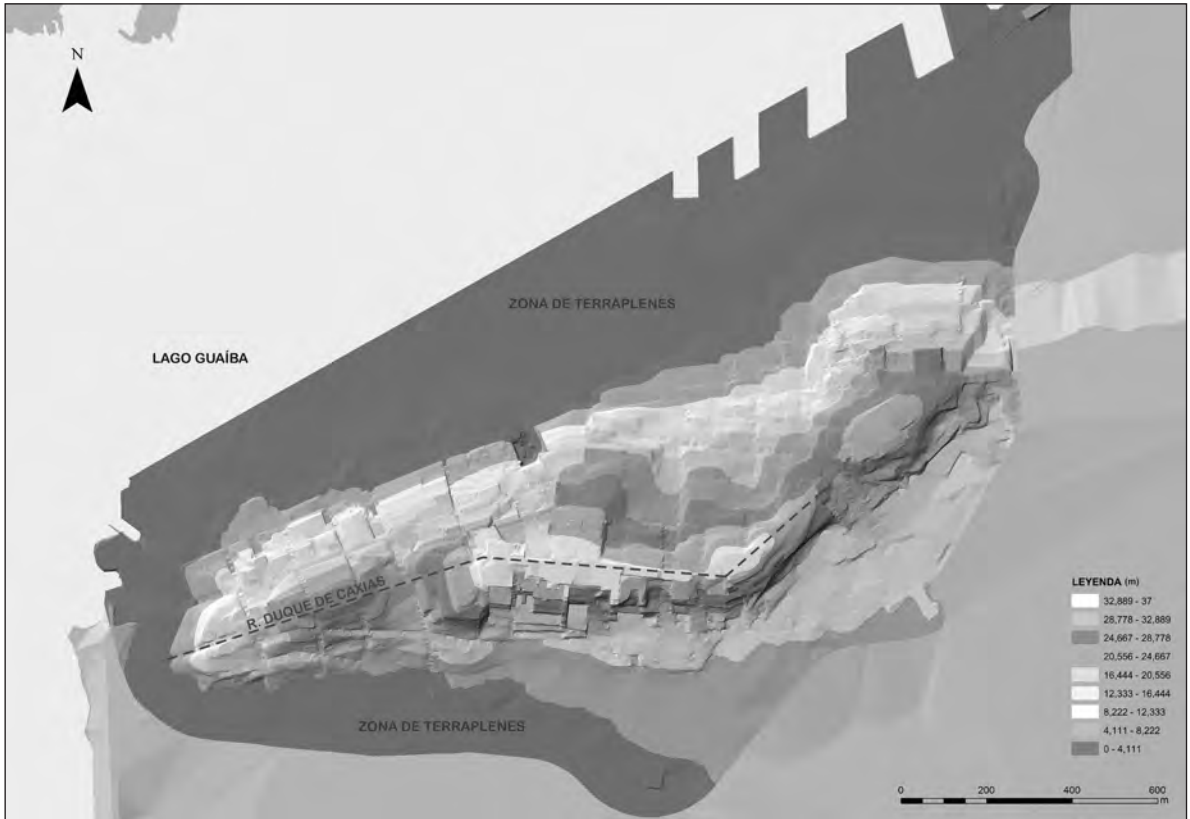 N
ZONA DE TERRAPLENES
LAGO GUAÍBA
R. DUQUE DE CAXIAS
ZONA DE TERRAPLENES
LEYENDA (m)
32,889 - 37
28,778 - 32,889
24,667 - 28,778
20,556 - 24,667
16,444 - 20,556
12,333 - 16,444
8,222 - 12,333
4,111 - 8,222
0 - 4,111
0 200 400 600
m